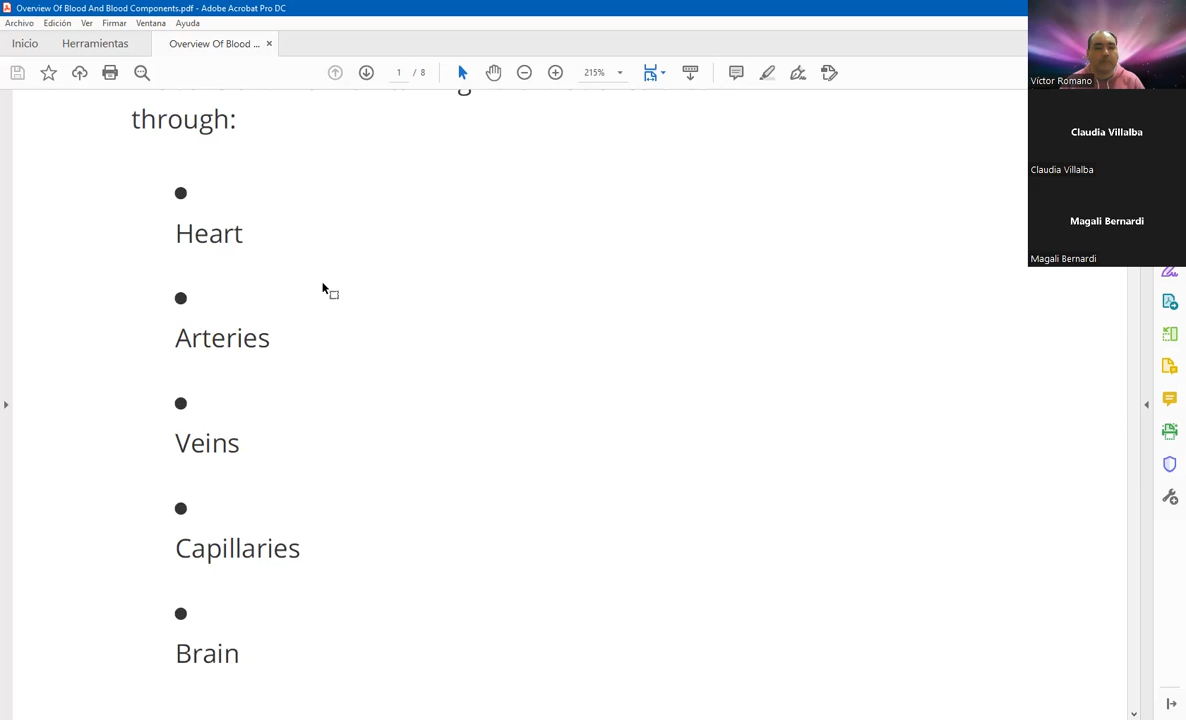 Overview Of Blood And Blood Components.pdf - Adobe Acrobat Pro DC
Archivo Edición Ver Firmar Ventana Ayuda
Inicio Herramientas Overview Of Blood ... ×
1 / 8 215%
through:
Heart
Arteries
Veins
Capillaries
Brain
Víctor Romano
Claudia Villalba
Claudia Villalba
Magali Bernardi
Magali Bernardi